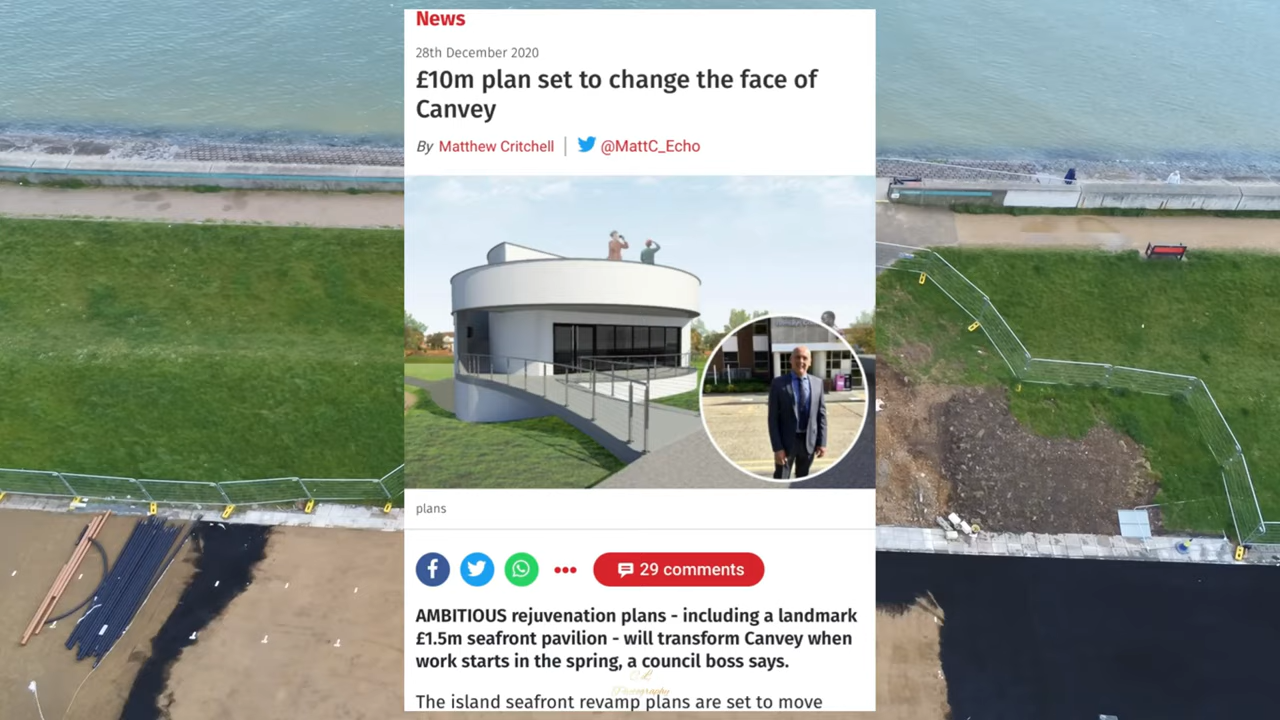 News
28th December 2020
£10m plan set to change the face of
Canvey
By Matthew Critchell | @MattC_Echo
plans
29 comments
AMBITIOUS rejuvenation plans - including a landmark
£1.5m seafront pavilion - will transform Canvey when
work starts in the spring, a council boss says.
Photography
The island seafront revamp plans are set to move